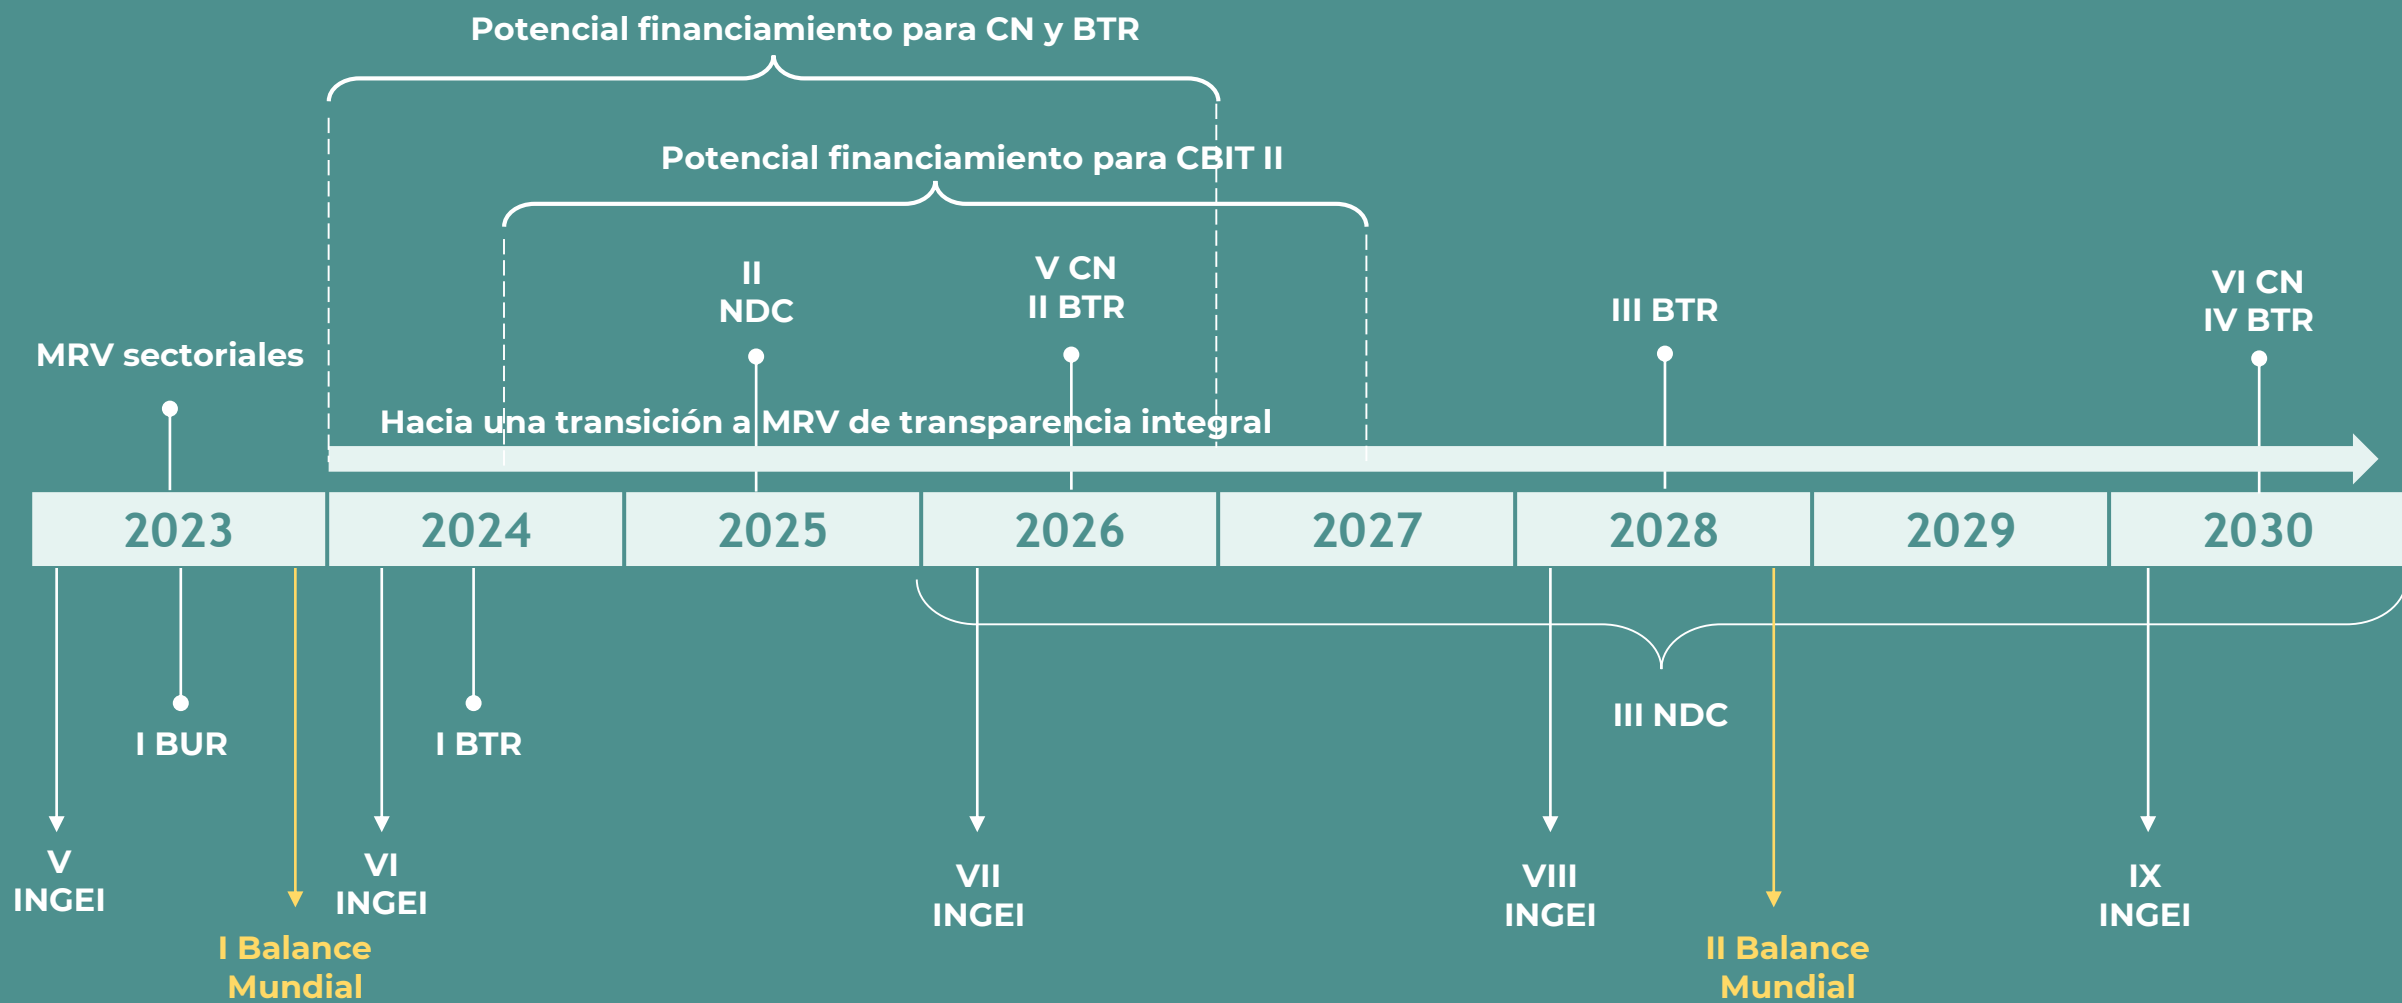 Potencial financiamiento para CN y BTR
Potencial financiamiento para CBIT II
II
NDC
V CN
II BTR
III BTR
VI CN
IV BTR
MRV sectoriales
Hacia una transición a MRV de transparencia integral
2023
2024
2025
2026
2027
2028
2029
2030
I BUR
I BTR
III NDC
V
INGEI
VI
INGEI
VII
INGEI
VIII
INGEI
IX
INGEI
I Balance
Mundial
II Balance
Mundial